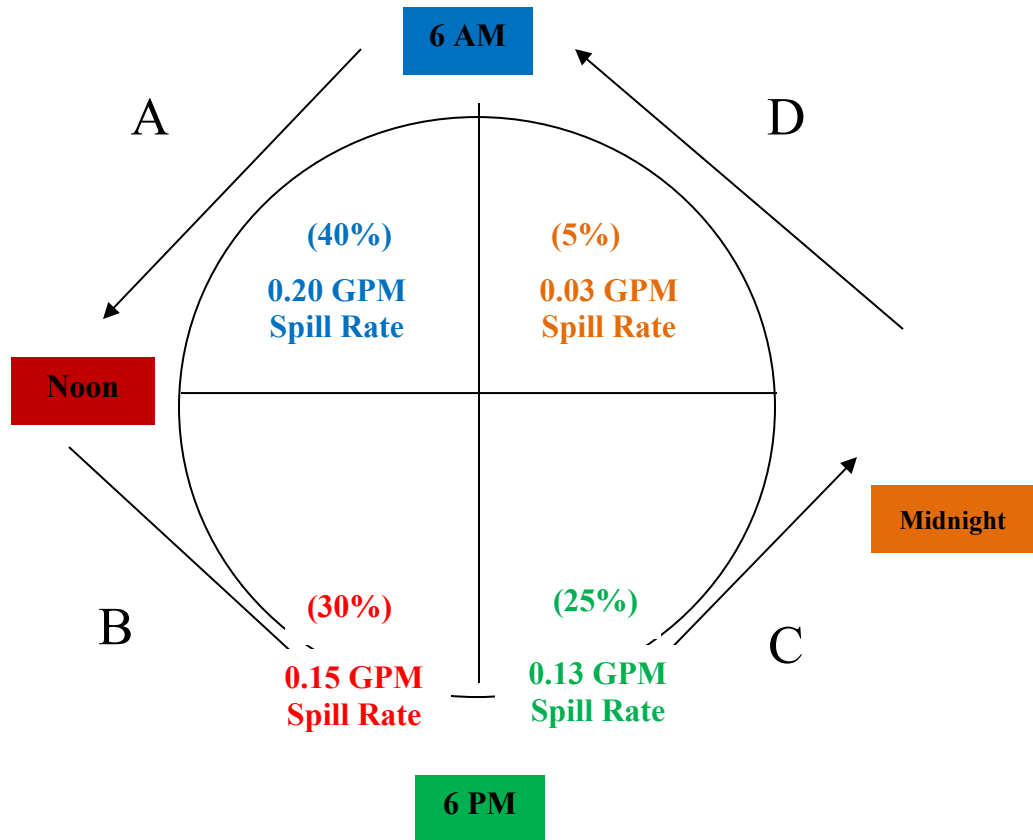 6 AM
A
D
(40%)
0.20 GPM
Spill Rate
(5%)
0.03 GPM
Spill Rate
Noon
Midnight
B
(30%)
0.15 GPM
Spill Rate
(25%)
0.13 GPM
Spill Rate
C
6 PM